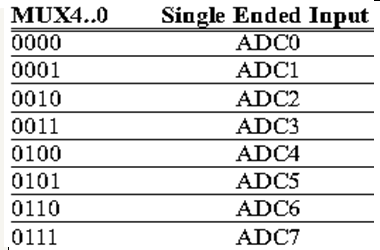 MUX4..0 Single Ended Input
0000 ADC0
0001 ADC1
0010 ADC2
0011 ADC3
0100 ADC4
0101 ADC5
0110 ADC6
0111 ADC7